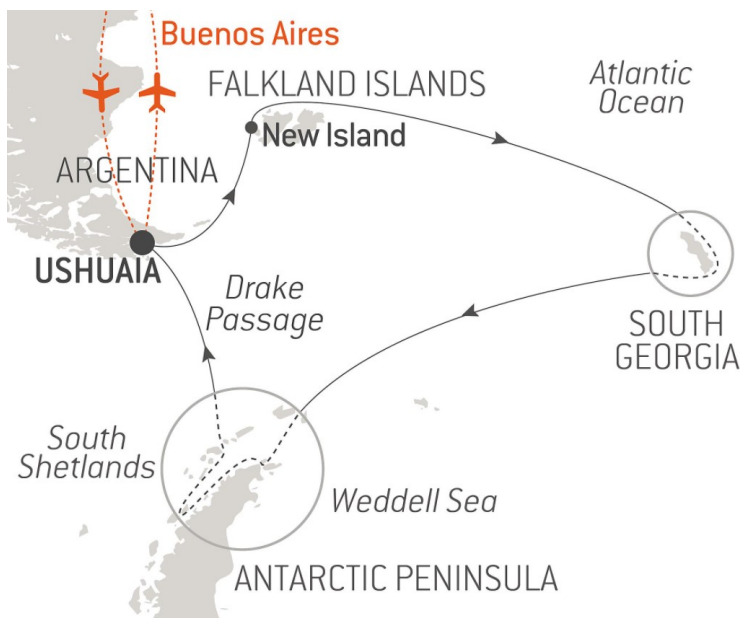 Buenos Aires
FALKLAND ISLANDS
Atlantic
Ocean
New Island
ARGENTINA
USHUAIA
Drake
Passage
SOUTH
GEORGIA
South
Shetlands
Weddell Sea
ANTARCTIC PENINSULA